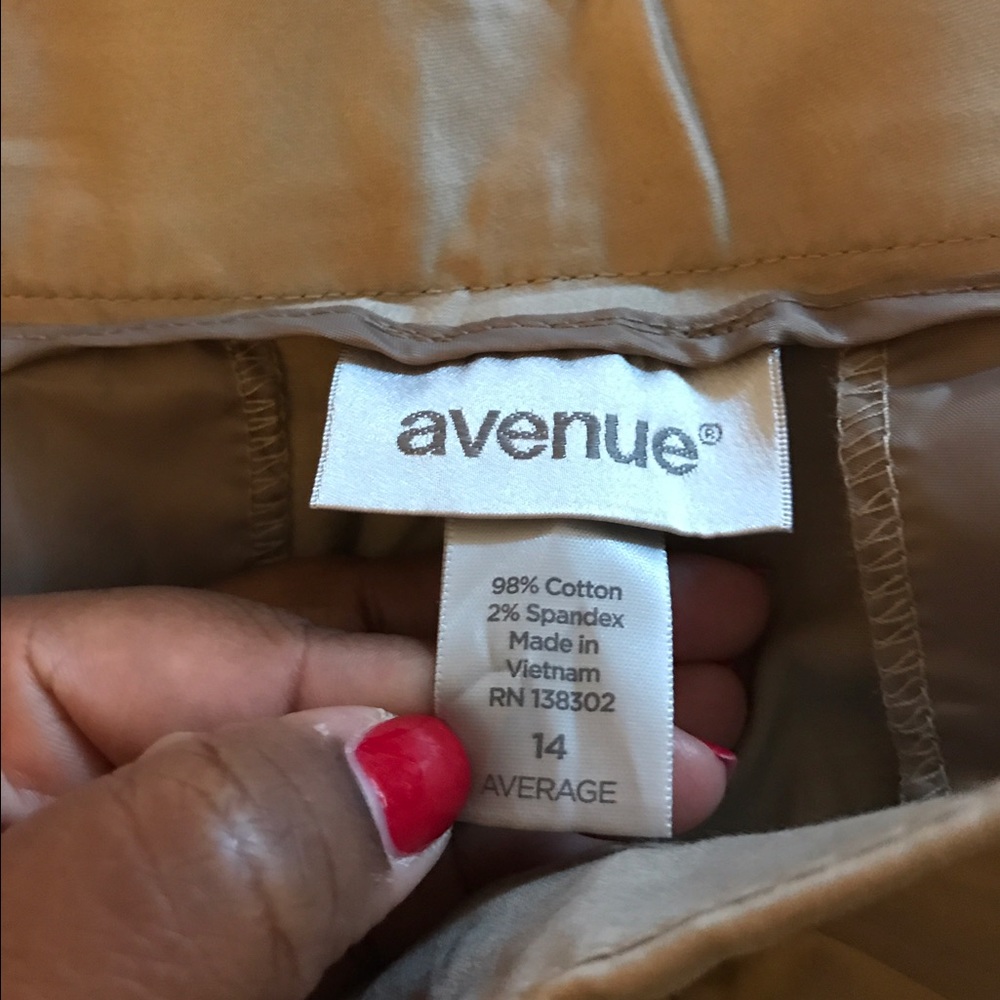 avenue®
98% Cotton
2% Spandex
Made in
Vietnam
RN 138302
14
AVERAGE